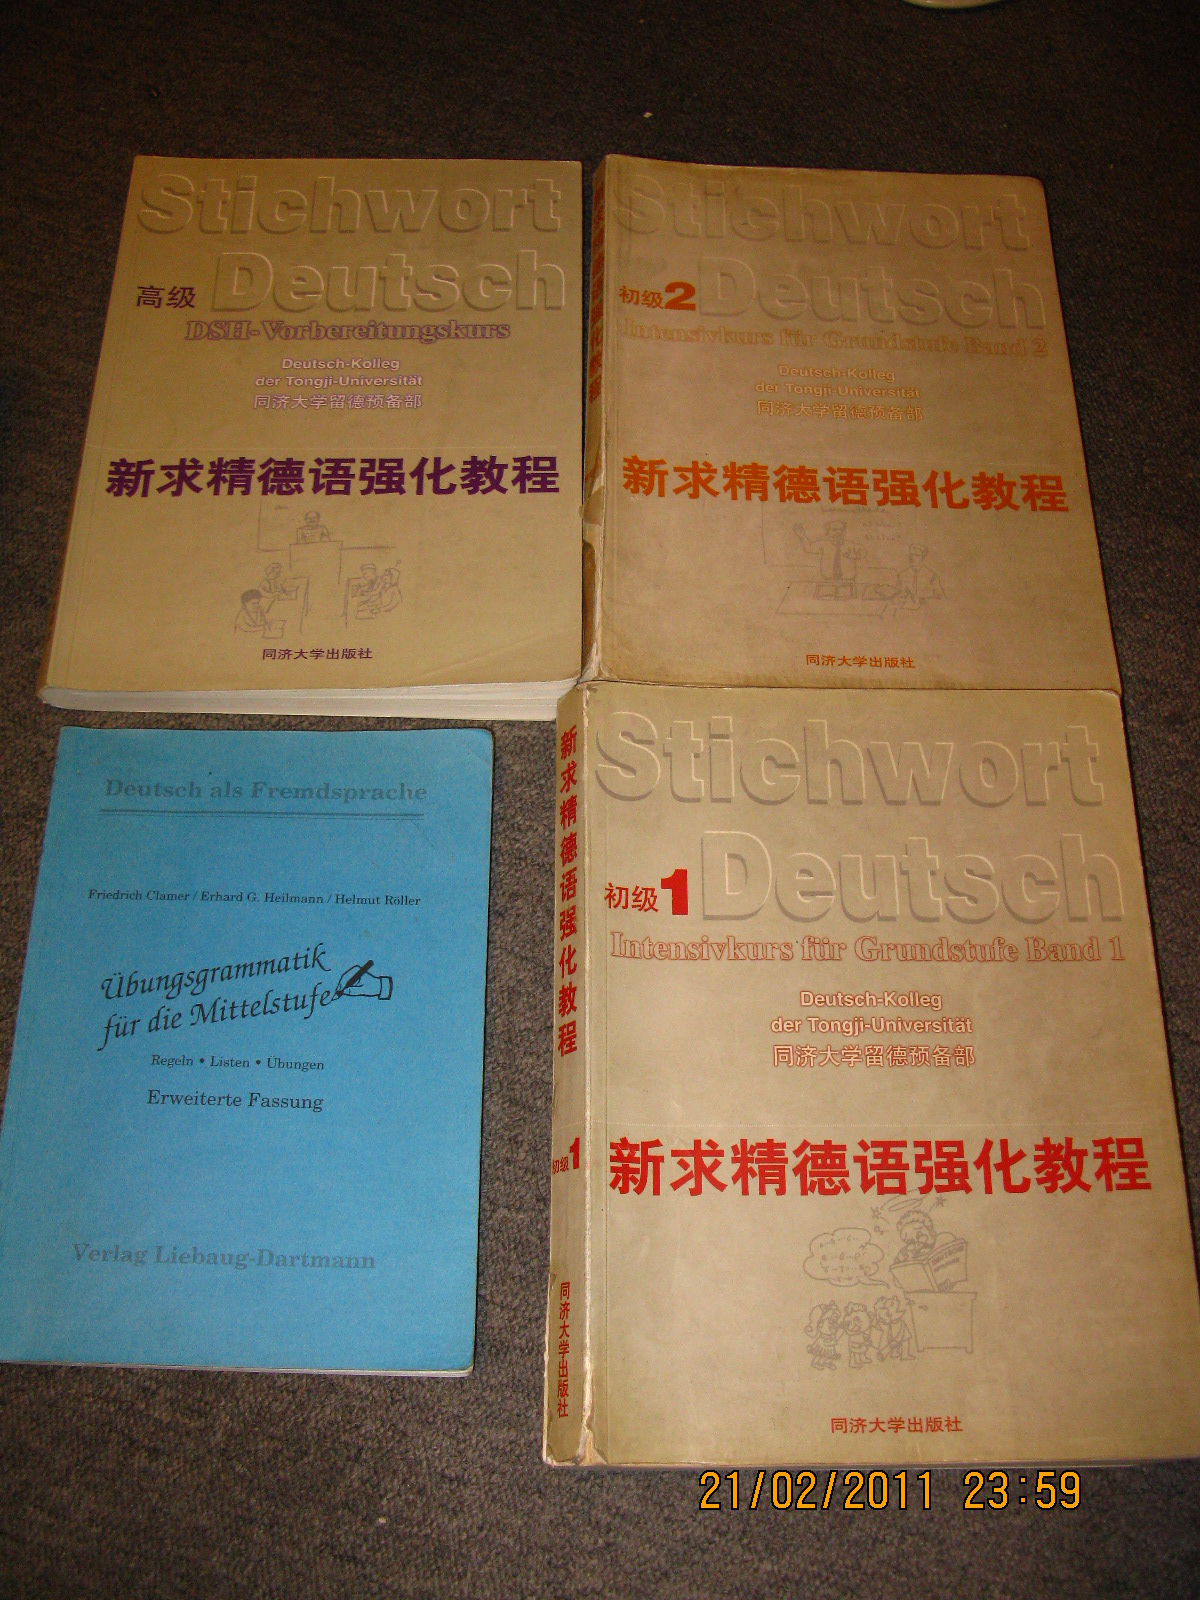 Stichwort
Deutsch
高级
DSH-Vorbereitungskurs
Deutsch-Kolleg
der Tongji-Universität
同济大学留德预备部
新求精德语强化教程
同济大学出版社
Stichwort
Deutsch
初级2
Intensivkurs für Grundstufe Band 2
Deutsch-Kolleg
der Tongji-Universität
同济大学留德预备部
新求精德语强化教程
同济大学出版社
Deutsch als Fremdsprache
Friedrich Clamer / Erhard G. Heilmann / Helmut Röller
Übungsgrammatik
für die Mittelstufe
Regeln • Listen • Übungen
Erweiterte Fassung
Verlag Liebaug-Dartmann
新求精德语强化教程
初级1
同济大学出版社
Stichwort
Deutsch
初级1
Intensivkurs für Grundstufe Band 1
Deutsch-Kolleg
der Tongji-Universität
同济大学留德预备部
新求精德语强化教程
同济大学出版社
21/02/2011 23:59